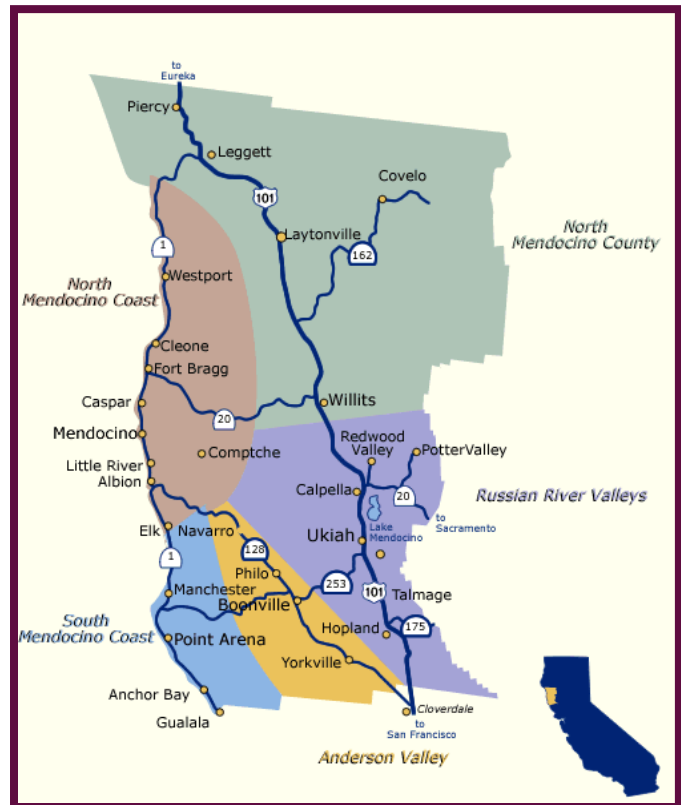 to
Eureka
Piercy
Leggett
Covelo
101
Laytonville
North
Mendocino County
1
162
Westport
North
Mendocino Coast
Cleone
Fort Bragg
Caspar
20
Willits
Mendocino
Redwood
Valley
PotterValley
Comptche
Little River
Albion
Calpella
20
Russian River Valleys
to
Sacramento
Lake
Mendocino
Elk
Navarro
Ukiah
128
1
Philo
253
101
Manchester
Boonville
Talmage
South
Mendocino Coast
Point Arena
Hopland
175
Yorkville
Anchor Bay
Gualala
Cloverdale
to
San Francisco
Anderson Valley